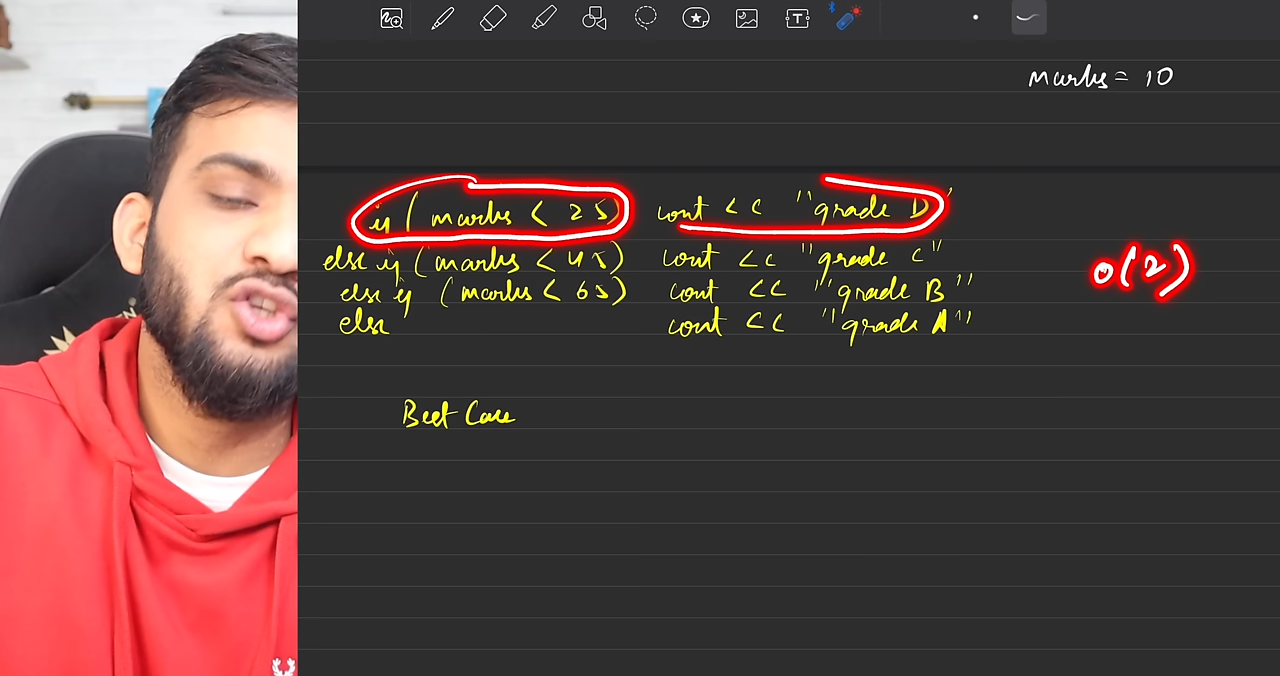 marks = 10
if ( marks < 25) cout << "grade D"
else if (marks < 45) cout << "grade C"
else if (marks < 65) cout << "grade B"
else cout << "grade A"
O(2)
Best Case